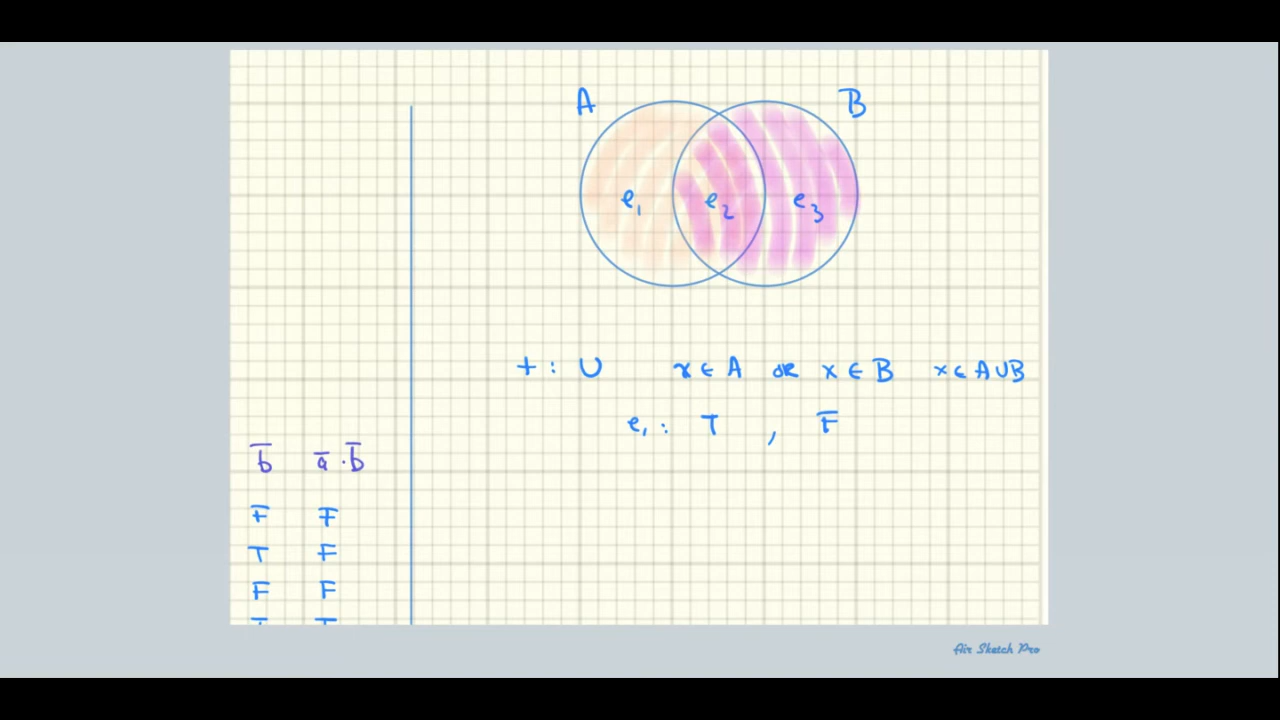 A B
e₁ e₂ e₃
+ : ∪ x ∈ A OR x ∈ B x ∈ A∪B
e₁ : T , F
b̅ a̅ · b̅
F F
T F
F F
T T
Air Sketch Pro